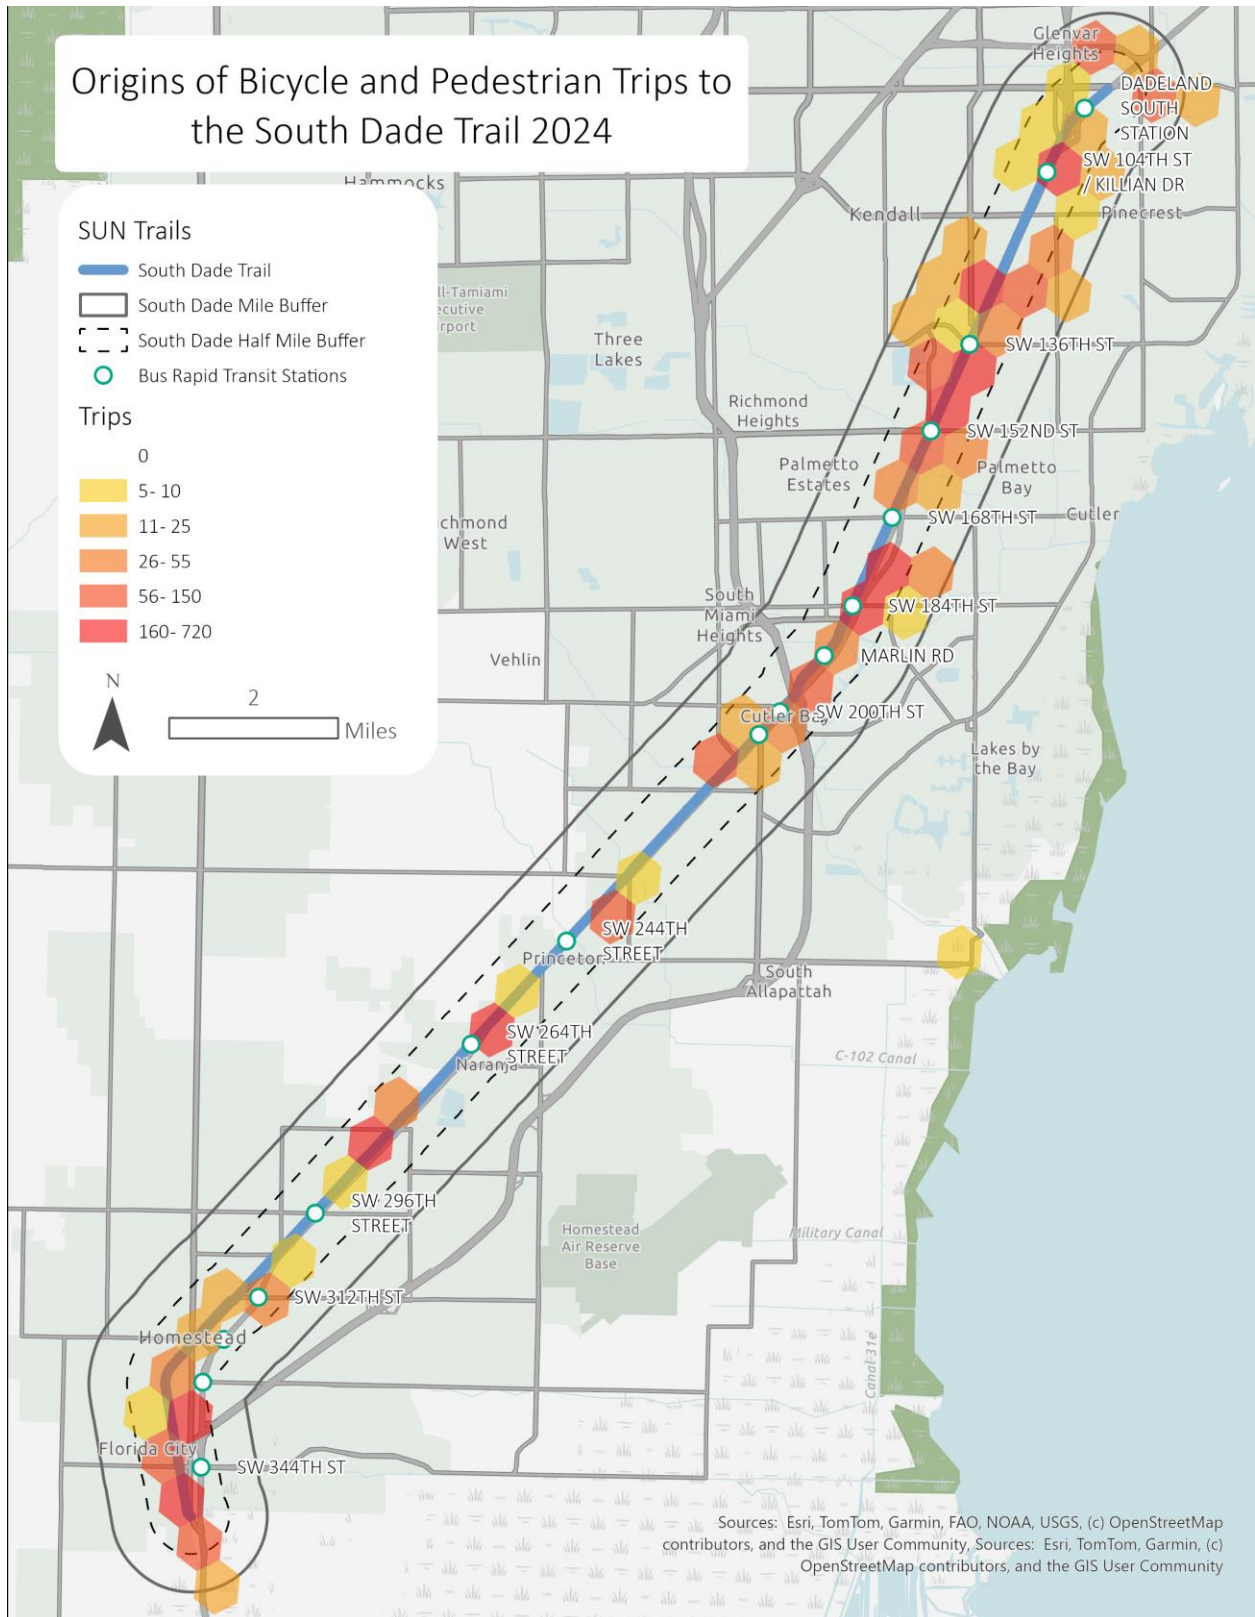 Origins of Bicycle and Pedestrian Trips to
the South Dade Trail 2024
SUN Trails
South Dade Trail
South Dade Mile Buffer
South Dade Half Mile Buffer
Bus Rapid Transit Stations
Trips
0
5- 10
11- 25
26- 55
56- 150
160- 720
N
2
Miles
Glenvar
Heights
DADELAND
SOUTH
STATION
SW 104TH ST
/ KILLIAN DR
Hammocks
Kendall
Pinecrest
ll-Tamiami
ecutive
irport
Three
Lakes
SW 136TH ST
Richmond
Heights
SW 152ND ST
Palmetto
Estates
Palmetto
Bay
chmond
West
SW 168TH ST
Cutler
South
Miami
Heights
SW 184TH ST
Vehlin
MARLIN RD
Cutler Bay
SW 200TH ST
Lakes by
the Bay
SW 244TH
STREET
Princeton
South
Allapattah
SW 264TH
STREET
Naranja
C-102 Canal
SW 296TH
STREET
Homestead
Air Reserve
Base
Military Canal
SW 312TH ST
Homestead
Canal 31e
Florida City
SW 344TH ST
Sources: Esri, TomTom, Garmin, FAO, NOAA, USGS, (c) OpenStreetMap
contributors, and the GIS User Community, Sources: Esri, TomTom, Garmin, (c)
OpenStreetMap contributors, and the GIS User Community